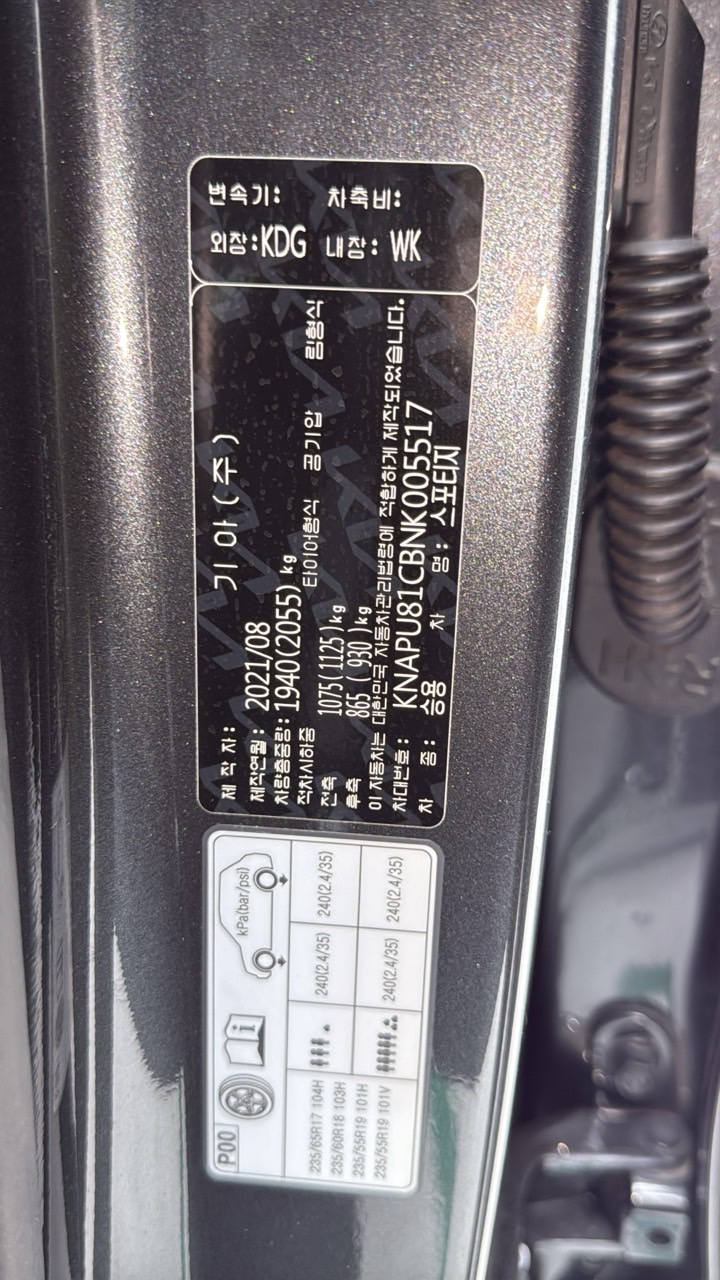 변속기: 차축비:
외장:KDG 내장: WK
기아(주)
제 작 자:
제작연월: 2021/08
차량총중량: 1940(2055) kg
적차시하중 타이어형식 공기압 림형식
전축 1075(1125)kg
후축 865 ( 930)kg
이 자동차는 대한민국 자동차관리법령에 적합하게 제작되었습니다.
차대번호: KNAPU81CBNK005517
차 종: 승용 차 명: 스포티지
P00
kPa(bar/psi)
235/65R17 104H
235/60R18 103H
235/55R19 101H
235/55R19 101V
240(2.4/35) 240(2.4/35)
240(2.4/35) 240(2.4/35)